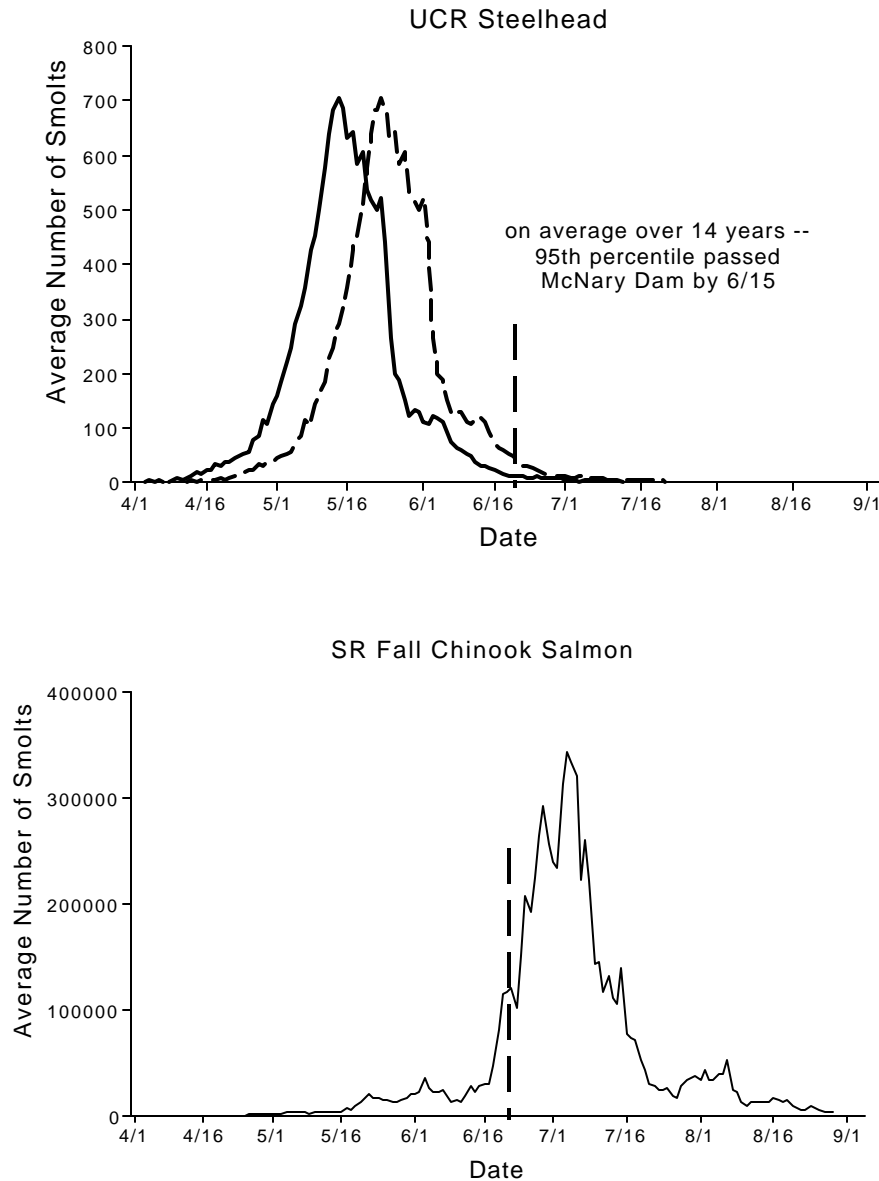 UCR Steelhead
Average Number of Smolts
800
700
600
500
400
300
200
100
0
on average over 14 years --
95th percentile passed
McNary Dam by 6/15
4/1 4/16 5/1 5/16 6/1 6/16 7/1 7/16 8/1 8/16 9/1
Date
SR Fall Chinook Salmon
Average Number of Smolts
400000
300000
200000
100000
0
4/1 4/16 5/1 5/16 6/1 6/16 7/1 7/16 8/1 8/16 9/1
Date